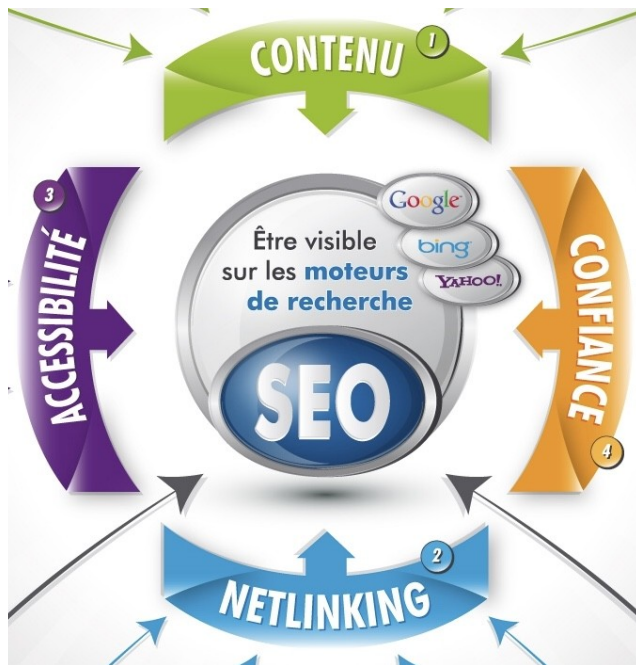 CONTENU 1
3
ACCESSIBILITÉ
Être visible
sur les moteurs
de recherche
Google
bing
YAHOO!
SEO
CONFIANCE
4
2
NETLINKING